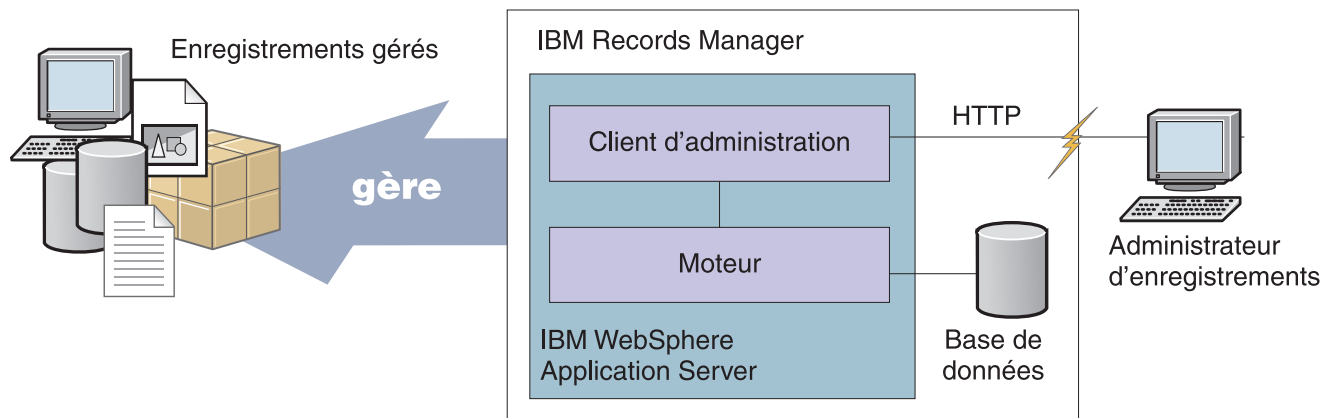 Enregistrements gérés
gère
IBM Records Manager
Client d'administration
HTTP
Moteur
IBM WebSphere
Application Server
Base de
données
Administrateur
d'enregistrements